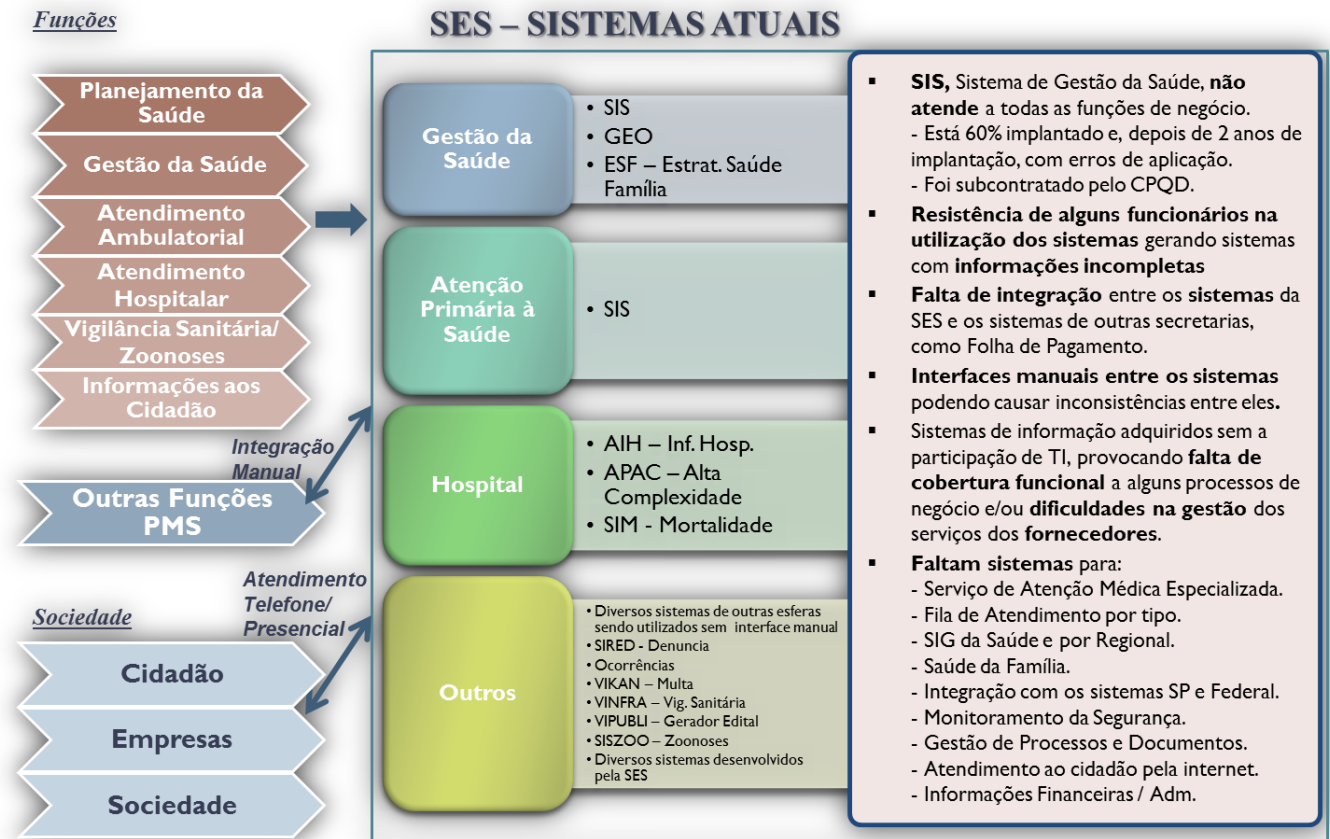 Funções
SES – SISTEMAS ATUAIS
Planejamento da
Saúde
Gestão da Saúde
Atendimento
Ambulatorial
Atendimento
Hospitalar
Vigilância Sanitária/
Zoonoses
Informações aos
Cidadão
Integração
Manual
Outras Funções
PMS
Atendimento
Telefone/
Presencial
Sociedade
Cidadão
Empresas
Sociedade
Gestão da
Saúde
• SIS
• GEO
• ESF – Estrat. Saúde
Família
Atenção
Primária à
Saúde
• SIS
Hospital
• AIH – Inf. Hosp.
• APAC – Alta
Complexidade
• SIM - Mortalidade
Outros
• Diversos sistemas de outras esferas
sendo utilizados sem interface manual
• SIRED - Denuncia
• Ocorrências
• VIKAN – Multa
• VINFRA – Vig. Sanitária
• VIPUBLI – Gerador Edital
• SISZOO – Zoonoses
• Diversos sistemas desenvolvidos
pela SES
▪ SIS, Sistema de Gestão da Saúde, não
atende a todas as funções de negócio.
- Está 60% implantado e, depois de 2 anos de
implantação, com erros de aplicação.
- Foi subcontratado pelo CPQD.
▪ Resistência de alguns funcionários na
utilização dos sistemas gerando sistemas
com informações incompletas
▪ Falta de integração entre os sistemas da
SES e os sistemas de outras secretarias,
como Folha de Pagamento.
▪ Interfaces manuais entre os sistemas
podendo causar inconsistências entre eles.
▪ Sistemas de informação adquiridos sem a
participação de TI, provocando falta de
cobertura funcional a alguns processos de
negócio e/ou dificuldades na gestão dos
serviços dos fornecedores.
▪ Faltam sistemas para:
- Serviço de Atenção Médica Especializada.
- Fila de Atendimento por tipo.
- SIG da Saúde e por Regional.
- Saúde da Família.
- Integração com os sistemas SP e Federal.
- Monitoramento da Segurança.
- Gestão de Processos e Documentos.
- Atendimento ao cidadão pela internet.
- Informações Financeiras / Adm.